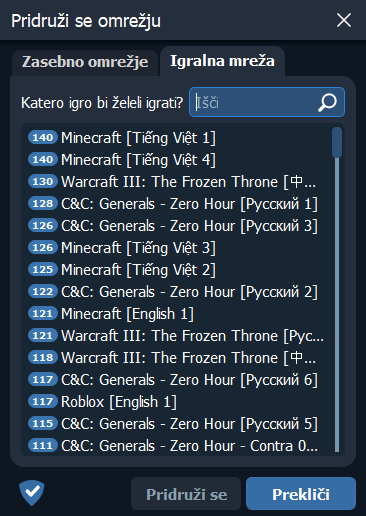 Pridruži se omrežju
Zasebno omrežje
Igralna mreža
Katero igro bi želeli igrati?
Išči
140 Minecraft [Tiếng Việt 1]
140 Minecraft [Tiếng Việt 4]
130 Warcraft III: The Frozen Throne [中...
128 C&C: Generals - Zero Hour [Русский 1]
126 C&C: Generals - Zero Hour [Русский 3]
126 Minecraft [Tiếng Việt 3]
125 Minecraft [Tiếng Việt 2]
122 C&C: Generals - Zero Hour [Русский 2]
121 Minecraft [English 1]
121 Warcraft III: The Frozen Throne [Рус...
118 Warcraft III: The Frozen Throne [中...
117 C&C: Generals - Zero Hour [Русский 6]
117 Roblox [English 1]
115 C&C: Generals - Zero Hour [Русский 5]
111 C&C: Generals - Zero Hour - Contra 0...
Pridruži se
Prekliči